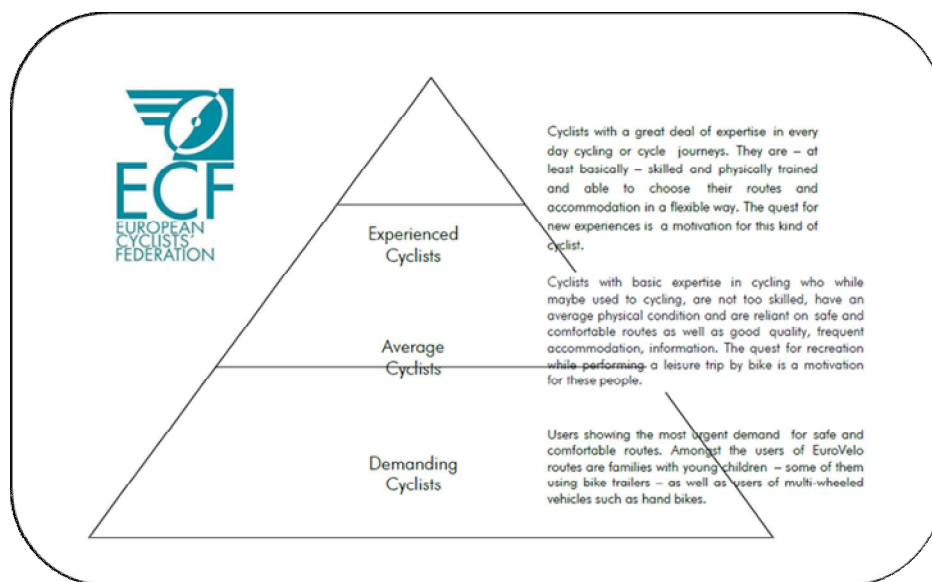 ECF
EUROPEAN
CYCLISTS'
FEDERATION
Cyclists with a great deal of expertise in every
day cycling or cycle journeys. They are – at
least basically – skilled and physically trained
and able to choose their routes and
accommodation in a flexible way. The quest for
new experiences is a motivation for this kind of
cyclist.
Experienced
Cyclists
Cyclists with basic expertise in cycling who while
maybe used to cycling, are not too skilled, have an
average physical condition and are reliant on safe and
comfortable routes as well as good quality, frequent
accommodation, information. The quest for recreation
while performing a leisure trip by bike is a motivation
for these people.
Average
Cyclists
Users showing the most urgent demand for safe and
comfortable routes. Amongst the users of EuroVelo
routes are families with young children – some of them
using bike trailers – as well as users of multi-wheeled
vehicles such as hand bikes.
Demanding
Cyclists